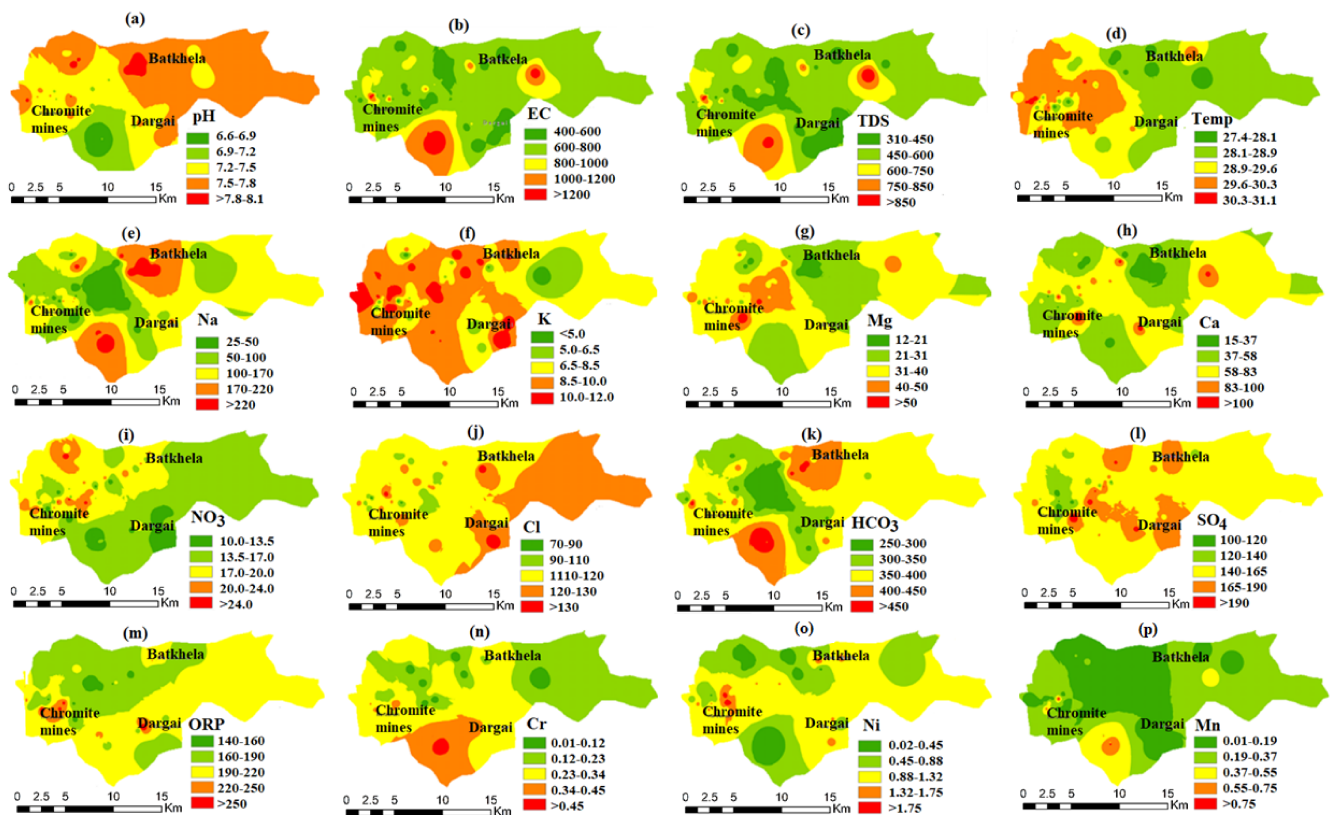 (a)
Batkhela
Chromite
mines
Dargai
pH
6.6-6.9
6.9-7.2
7.2-7.5
7.5-7.8
>7.8-8.1
0 2.5 5 10 15
Km
(b)
Batkhela
Chromite
mines
EC
400-600
600-800
800-1000
1000-1200
>1200
0 2.5 5 10 15
Km
(c)
Batkhela
Chromite
mines
Dargai
TDS
310-450
450-600
600-750
750-850
>850
0 2.5 5 10 15
Km
(d)
Batkhela
Chromite
mines
Dargai
Temp
27.4-28.1
28.1-28.9
28.9-29.6
29.6-30.3
30.3-31.1
0 2.5 5 10 15
Km
(e)
Batkhela
Chromite
mines
Dargai
Na
25-50
50-100
100-170
170-220
>220
0 2.5 5 10 15
Km
(f)
Batkhela
Chromite
mines
Dargai
K
<5.0
5.0-6.5
6.5-8.5
8.5-10.0
10.0-12.0
0 2.5 5 10 15
Km
(g)
Batkhela
Chromite
mines
Dargai
Mg
12-21
21-31
31-40
40-50
>50
0 2.5 5 10 15
Km
(h)
Batkhela
Chromite
mines
Dargai
Ca
15-37
37-58
58-83
83-100
>100
0 2.5 5 10 15
Km
(i)
Batkhela
Chromite
mines
Dargai
NO3
10.0-13.5
13.5-17.0
17.0-20.0
20.0-24.0
>24.0
0 2.5 5 10 15
Km
(j)
Batkhela
Chromite
mines
Dargai
Cl
70-90
90-110
1110-120
120-130
>130
0 2.5 5 10 15
Km
(k)
Batkhela
Chromite
mines
Dargai
HCO3
250-300
300-350
350-400
400-450
>450
0 2.5 5 10 15
Km
(l)
Batkhela
Chromite
mines
Dargai
SO4
100-120
120-140
140-165
165-190
>190
0 2.5 5 10 15
Km
(m)
Batkhela
Chromite
mines
Dargai
ORP
140-160
160-190
190-220
220-250
>250
0 2.5 5 10 15
Km
(n)
Batkhela
Chromite
mines
Dargai
Cr
0.01-0.12
0.12-0.23
0.23-0.34
0.34-0.45
>0.45
0 2.5 5 10 15
Km
(o)
Batkhela
Chromite
mines
Dargai
Ni
0.02-0.45
0.45-0.88
0.88-1.32
1.32-1.75
>1.75
0 2.5 5 10 15
Km
(p)
Batkhela
Chromite
mines
Dargai
Mn
0.01-0.19
0.19-0.37
0.37-0.55
0.55-0.75
>0.75
0 2.5 5 10 15
Km